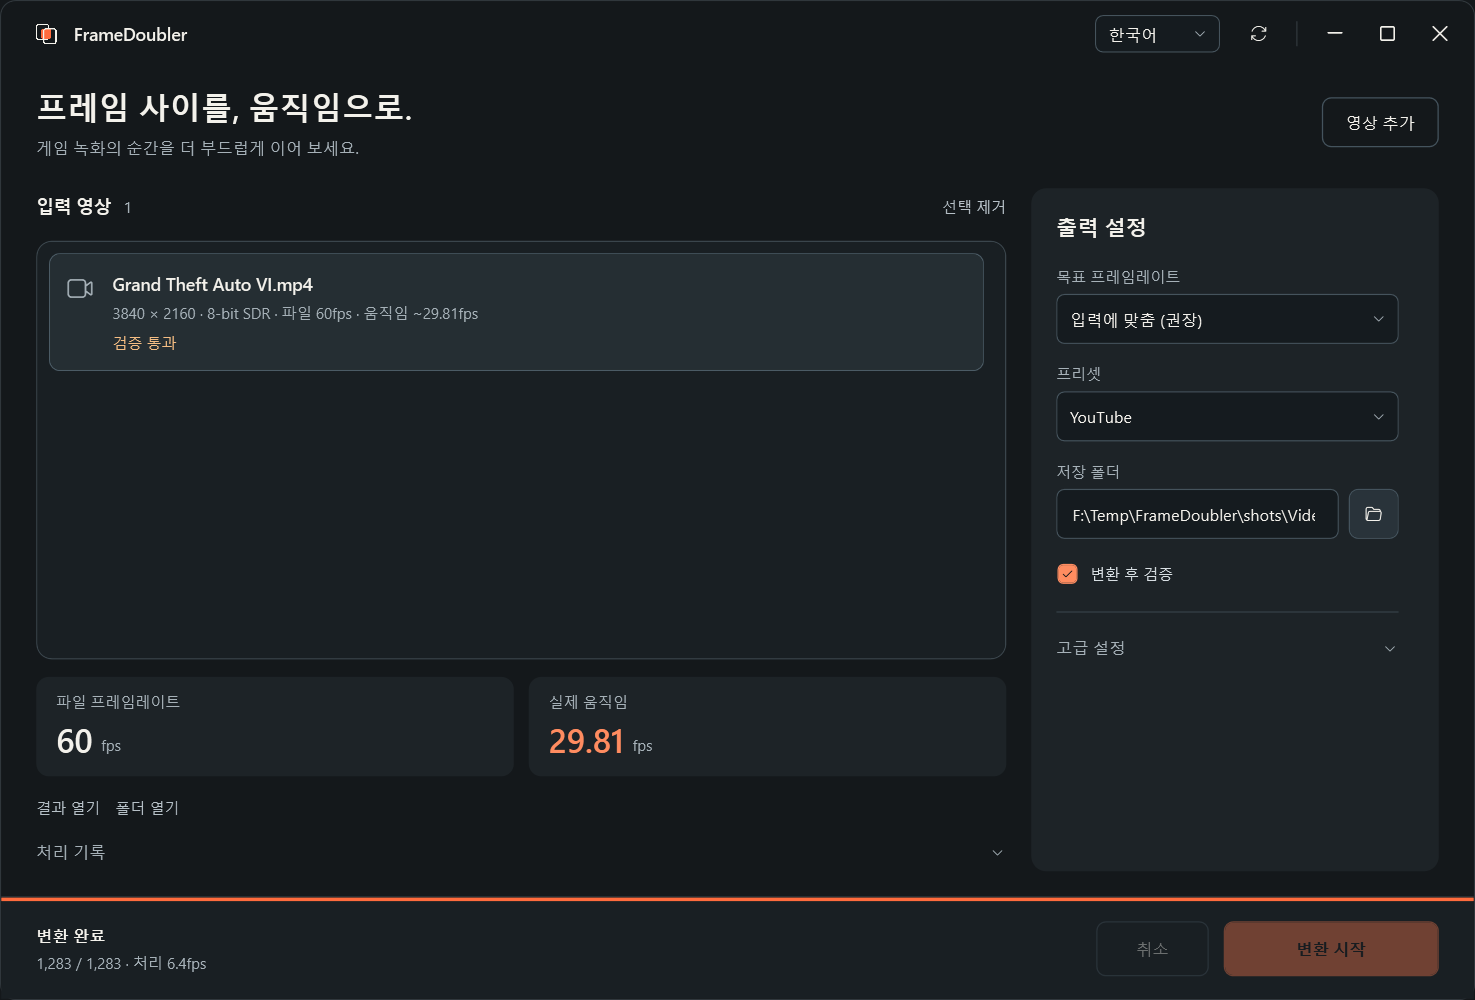 FrameDoubler
한국어
프레임 사이를, 움직임으로.
게임 녹화의 순간을 더 부드럽게 이어 보세요.
영상 추가
입력 영상 1
선택 제거
Grand Theft Auto VI.mp4
3840 × 2160 · 8-bit SDR · 파일 60fps · 움직임 ~29.81fps
검증 통과
파일 프레임레이트
60 fps
실제 움직임
29.81 fps
결과 열기 폴더 열기
처리 기록
출력 설정
목표 프레임레이트
입력에 맞춤 (권장)
프리셋
YouTube
저장 폴더
F:\Temp\FrameDoubler\shots\Vide
변환 후 검증
고급 설정
변환 완료
1,283 / 1,283 · 처리 6.4fps
취소
변환 시작